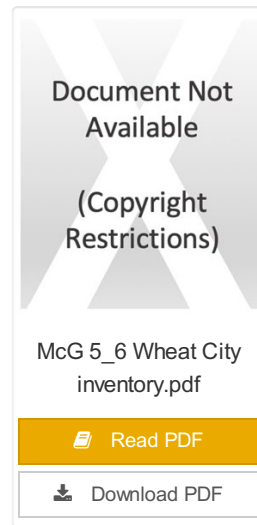 Document Not
Available
(Copyright
Restrictions)
McG 5_6 Wheat City
inventory.pdf
Read PDF
Download PDF